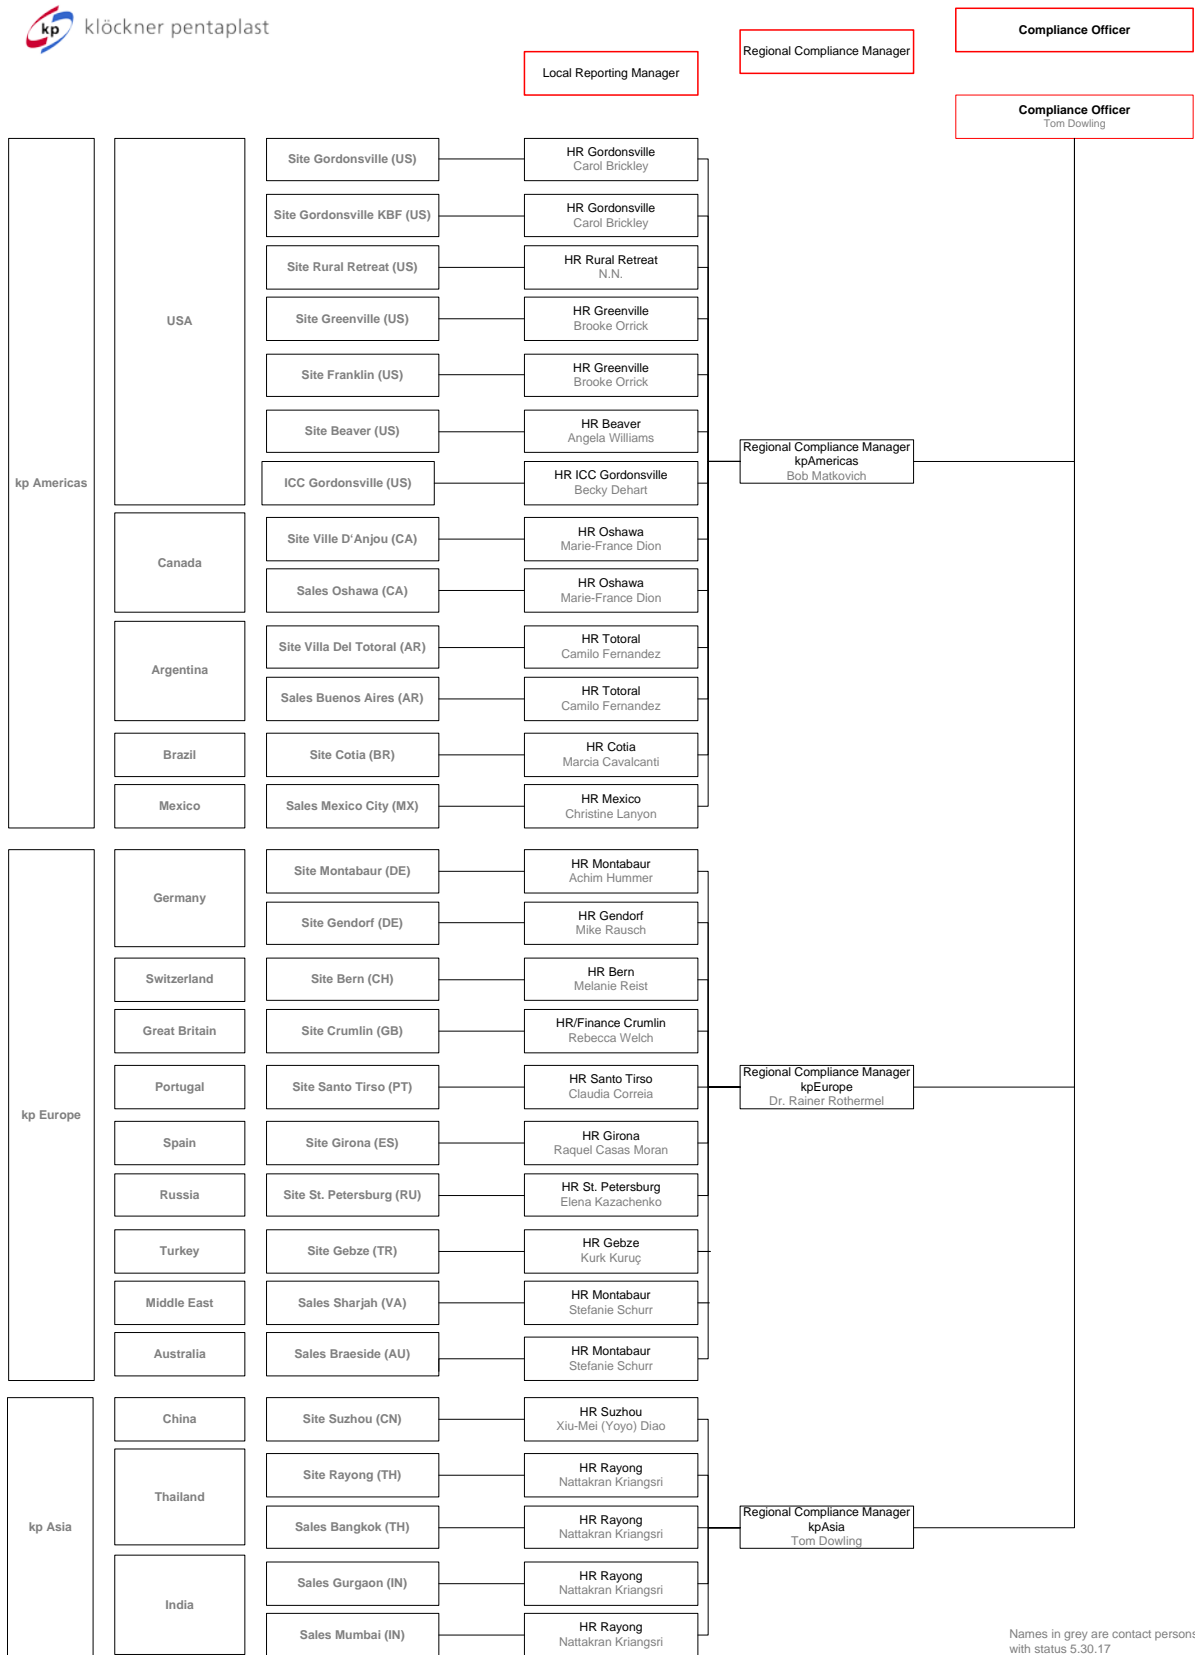 kp klöckner pentaplast
Compliance Officer
Regional Compliance Manager
Local Reporting Manager
Compliance Officer
Tom Dowling
kp Americas
USA
Site Gordonsville (US)
HR Gordonsville
Carol Brickley
Site Gordonsville KBF (US)
HR Gordonsville
Carol Brickley
Site Rural Retreat (US)
HR Rural Retreat
N.N.
Site Greenville (US)
HR Greenville
Brooke Orrick
Site Franklin (US)
HR Greenville
Brooke Orrick
Site Beaver (US)
HR Beaver
Angela Williams
ICC Gordonsville (US)
HR ICC Gordonsville
Becky Dehart
Regional Compliance Manager
kpAmericas
Bob Matkovich
Canada
Site Ville D‘Anjou (CA)
HR Oshawa
Marie-France Dion
Sales Oshawa (CA)
HR Oshawa
Marie-France Dion
Argentina
Site Villa Del Totoral (AR)
HR Totoral
Camilo Fernandez
Sales Buenos Aires (AR)
HR Totoral
Camilo Fernandez
Brazil
Site Cotia (BR)
HR Cotia
Marcia Cavalcanti
Mexico
Sales Mexico City (MX)
HR Mexico
Christine Lanyon
kp Europe
Germany
Site Montabaur (DE)
HR Montabaur
Achim Hummer
Site Gendorf (DE)
HR Gendorf
Mike Rausch
Switzerland
Site Bern (CH)
HR Bern
Melanie Reist
Great Britain
Site Crumlin (GB)
HR/Finance Crumlin
Rebecca Welch
Portugal
Site Santo Tirso (PT)
HR Santo Tirso
Claudia Correia
Regional Compliance Manager
kpEurope
Dr. Rainer Rothermel
Spain
Site Girona (ES)
HR Girona
Raquel Casas Moran
Russia
Site St. Petersburg (RU)
HR St. Petersburg
Elena Kazachenko
Turkey
Site Gebze (TR)
HR Gebze
Kurk Kuruç
Middle East
Sales Sharjah (VA)
HR Montabaur
Stefanie Schurr
Australia
Sales Braeside (AU)
HR Montabaur
Stefanie Schurr
kp Asia
China
Site Suzhou (CN)
HR Suzhou
Xiu-Mei (Yoyo) Diao
Thailand
Site Rayong (TH)
HR Rayong
Nattakran Kriangsri
Sales Bangkok (TH)
HR Rayong
Nattakran Kriangsri
Regional Compliance Manager
kpAsia
Tom Dowling
India
Sales Gurgaon (IN)
HR Rayong
Nattakran Kriangsri
Sales Mumbai (IN)
HR Rayong
Nattakran Kriangsri
Names in grey are contact persons
with status 5.30.17